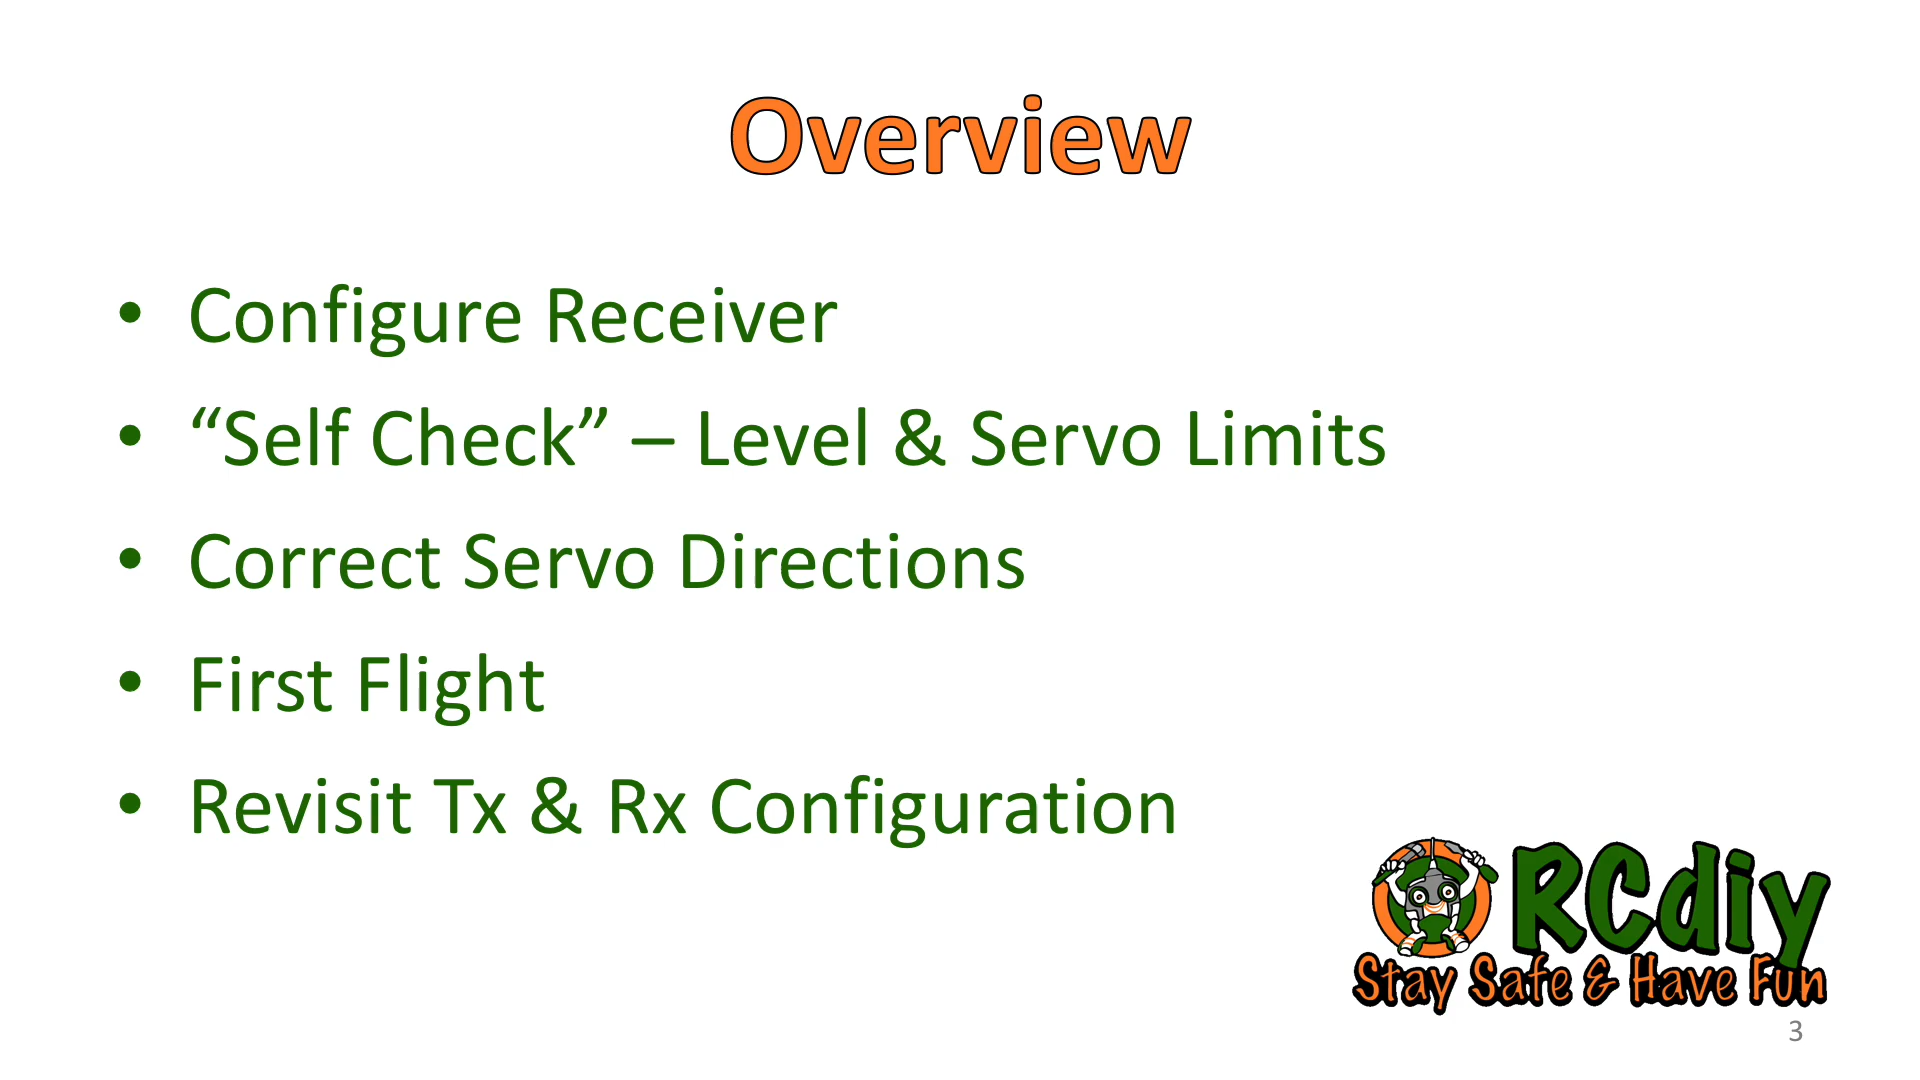 Overview
• Configure Receiver
• “Self Check” – Level & Servo Limits
• Correct Servo Directions
• First Flight
• Revisit Tx & Rx Configuration
RCdiy
Stay Safe & Have Fun
3